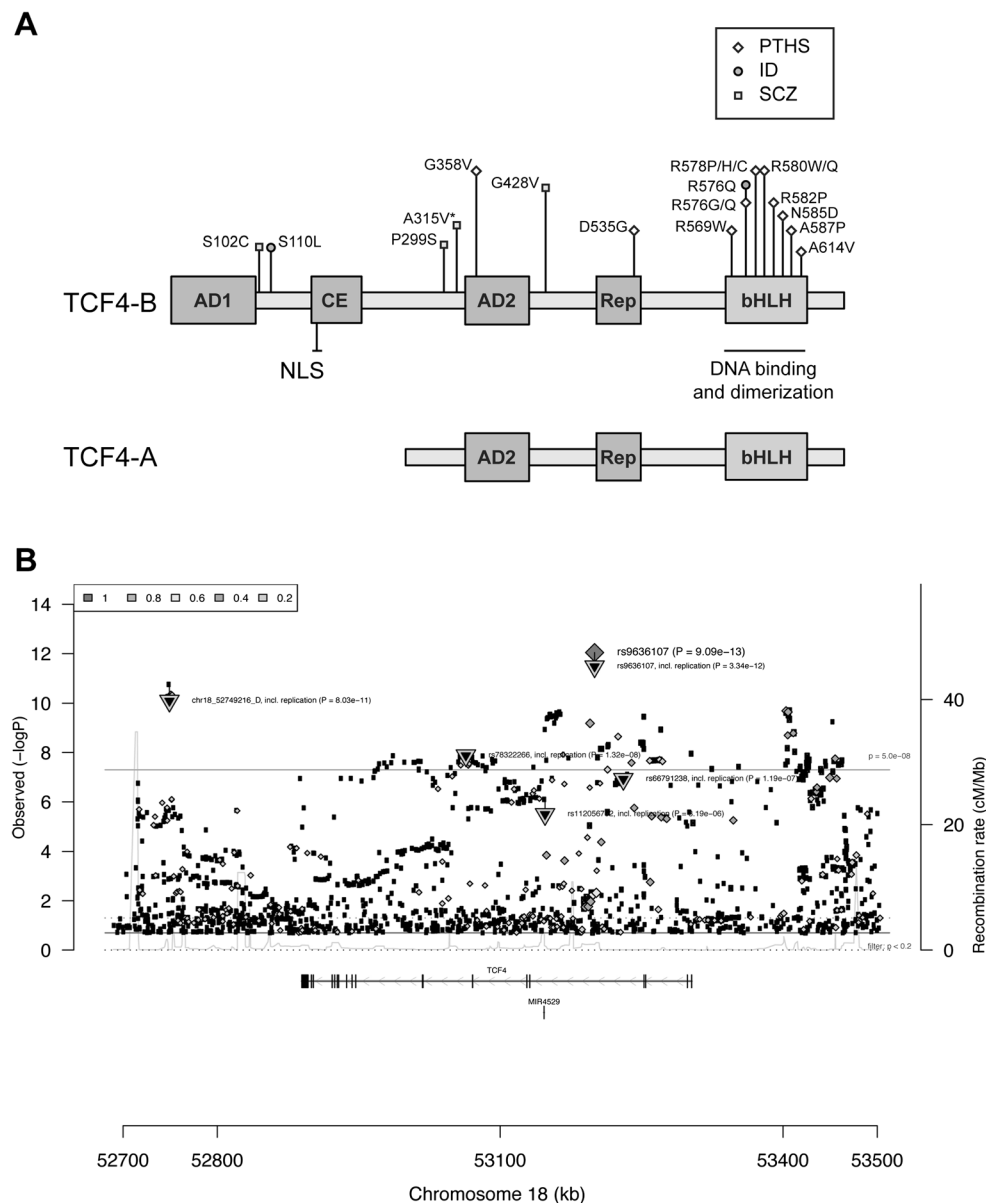 A
PTHS
ID
SCZ
G358V
R578P/H/C
R580W/Q
G428V
R576Q
R576G/Q
R582P
A315V*
N585D
S102C
S110L
P299S
D535G
R569W
A587P
A614V
TCF4-B
AD1
CE
AD2
Rep
bHLH
NLS
DNA binding
and dimerization
TCF4-A
AD2
Rep
bHLH
B
1 0.8 0.6 0.4 0.2
14
12
10
8
6
4
2
0
Observed (−logP)
rs9636107 (P = 9.09e−13)
rs9636107, incl. replication (P = 3.34e−12)
chr18_52749216_D, incl. replication (P = 8.03e−11)
rs78322266, incl. replication (P = 1.32e−08)
p = 5.0e−08
rs66791238, incl. replication (P = 1.19e−07)
incl. replication (P =
filter: p < 0.2
40
20
0
Recombination rate (cM/Mb)
TCF4
MIR4529
52700 52800 53100 53400 53500
Chromosome 18 (kb)